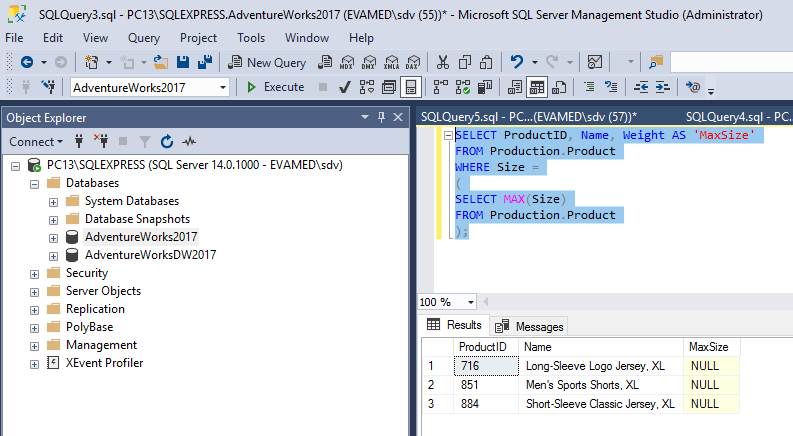 SQLQuery3.sql - PC13\SQLEXPRESS.AdventureWorks2017 (EVAMED\sdv (55))* - Microsoft SQL Server Management Studio (Administrator)
File Edit View Project Tools Window Help
New Query MDX DMX XMLA DAX
AdventureWorks2017 Execute
Object Explorer
SQLQuery5.sql - PC...(EVAMED\sdv (57))* SQLQuery4.sql - PC
Connect
PC13\SQLEXPRESS (SQL Server 14.0.1000 - EVAMED\sdv)
Databases
System Databases
Database Snapshots
AdventureWorks2017
AdventureWorksDW2017
Security
Server Objects
Replication
PolyBase
Management
XEvent Profiler
SELECT ProductID, Name, Weight AS 'MaxSize'
FROM Production.Product
WHERE Size =
(
SELECT MAX(Size)
FROM Production.Product
);
100 %
Results Messages
ProductID Name MaxSize
1 716 Long-Sleeve Logo Jersey, XL NULL
2 851 Men's Sports Shorts, XL NULL
3 884 Short-Sleeve Classic Jersey, XL NULL